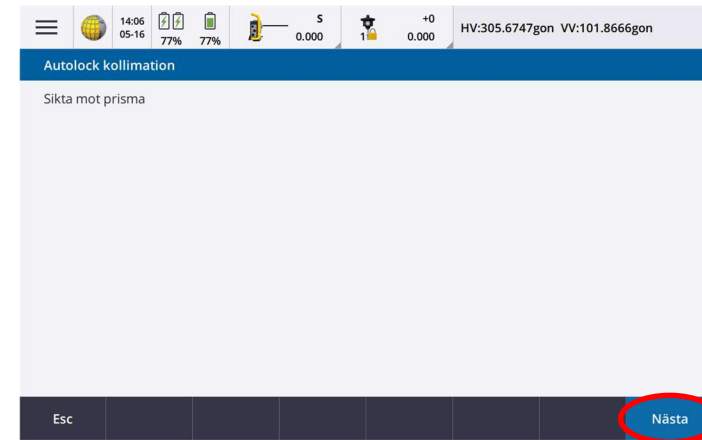 14:06
05-16
77%
77%
S
0.000
1
+0
0.000
HV:305.6747gon VV:101.8666gon
Autolock kollimation
Sikta mot prisma
Esc
Nästa